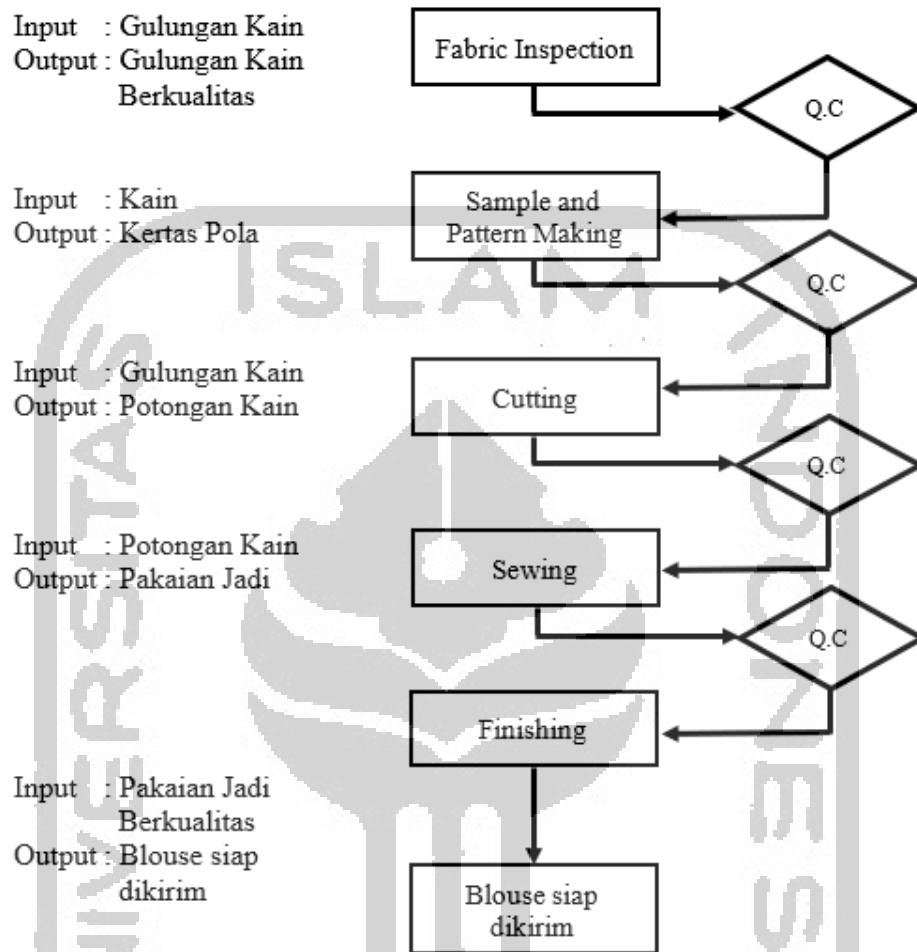 Input : Gulungan Kain
Output : Gulungan Kain
Berkualitas
Fabric Inspection
Q.C
Input : Kain
Output : Kertas Pola
Sample and
Pattern Making
Q.C
Input : Gulungan Kain
Output : Potongan Kain
Cutting
Q.C
Input : Potongan Kain
Output : Pakaian Jadi
Sewing
Q.C
Finishing
Input : Pakaian Jadi
Berkualitas
Output : Blouse siap
dikirim
Blouse siap
dikirim
UNIVERSITAS
ISLAM
INDONES